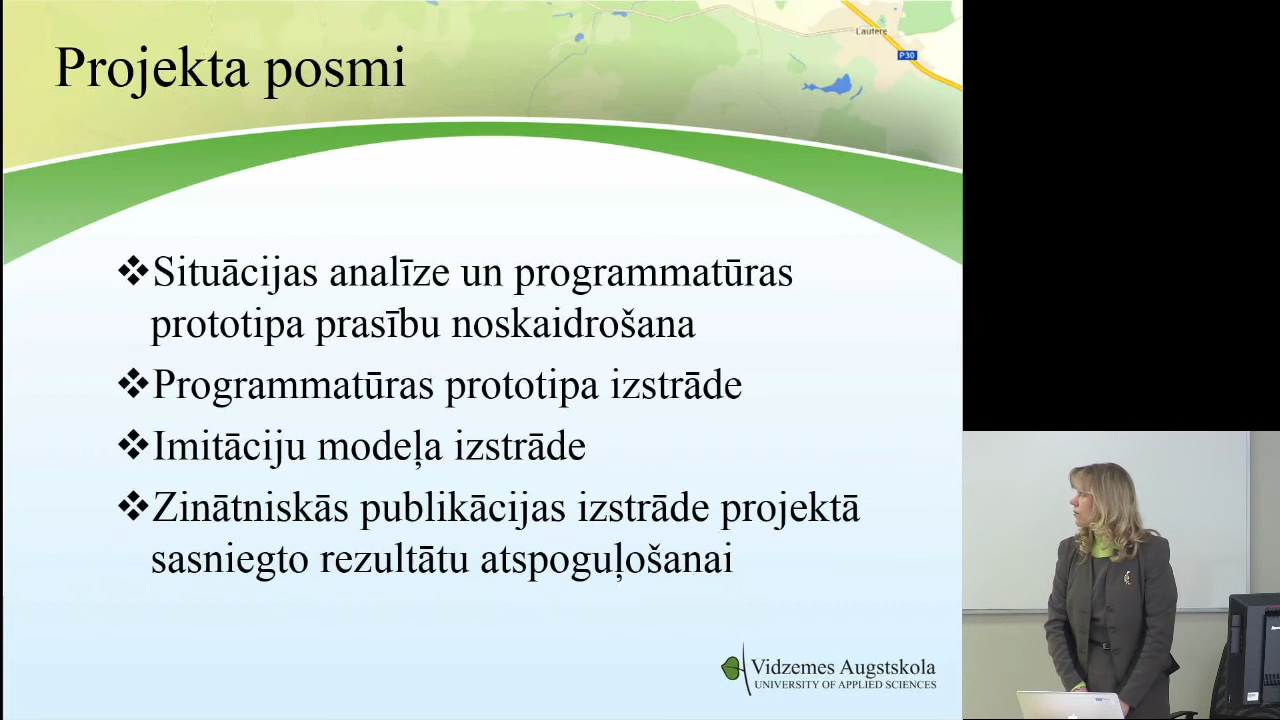 Lautere
P30
Projekta posmi
❖Situācijas analīze un programmatūras
prototipa prasību noskaidrošana
❖Programmatūras prototipa izstrāde
❖Imitāciju modeļa izstrāde
❖Zinātniskās publikācijas izstrāde projektā
sasniegto rezultātu atspoguļošanai
Vidzemes Augstskola
UNIVERSITY OF APPLIED SCIENCES